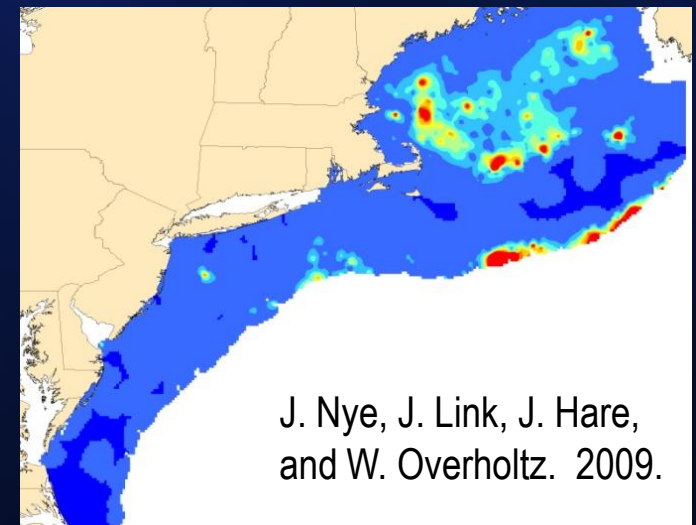 J. Nye, J. Link, J. Hare,
and W. Overholtz. 2009.